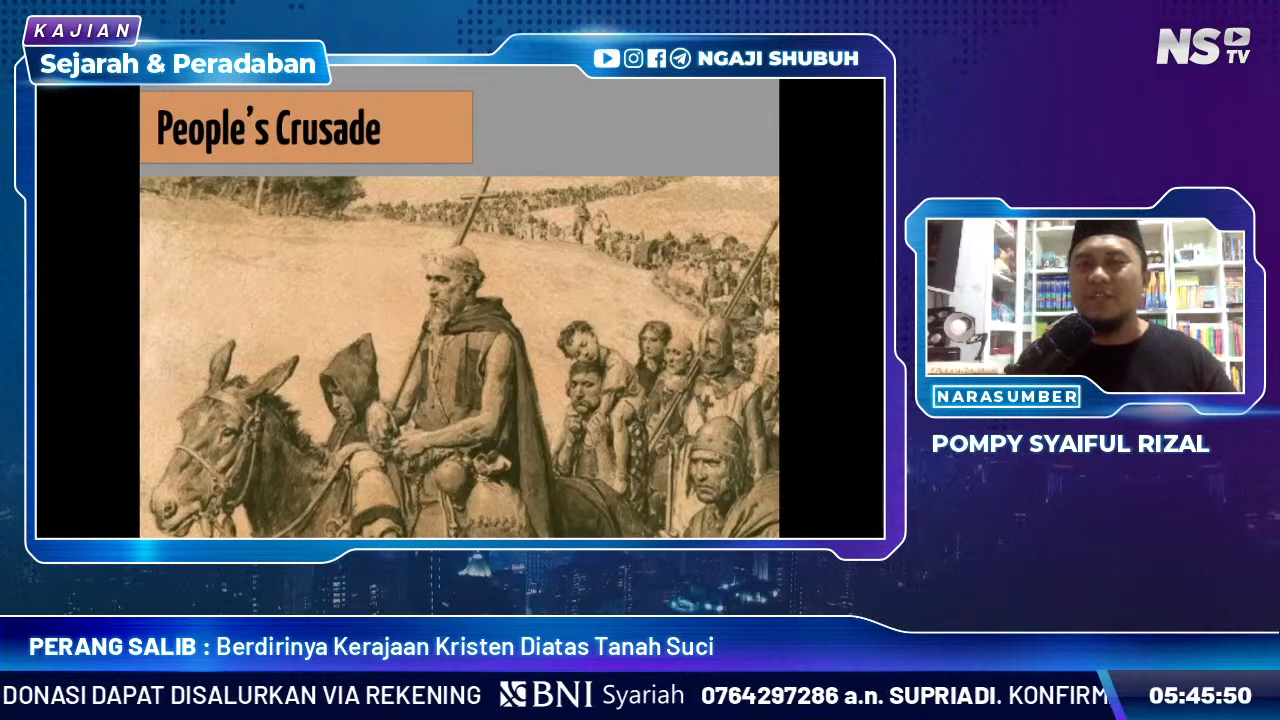 KAJIAN
Sejarah & Peradaban
NGAJI SHUBUH
NS TV
People's Crusade
NARASUMBER
POMPY SYAIFUL RIZAL
PERANG SALIB : Berdirinya Kerajaan Kristen Diatas Tanah Suci
DONASI DAPAT DISALURKAN VIA REKENING BNI Syariah 0764297286 a.n. SUPRIADI. KONFIRM
05:45:50